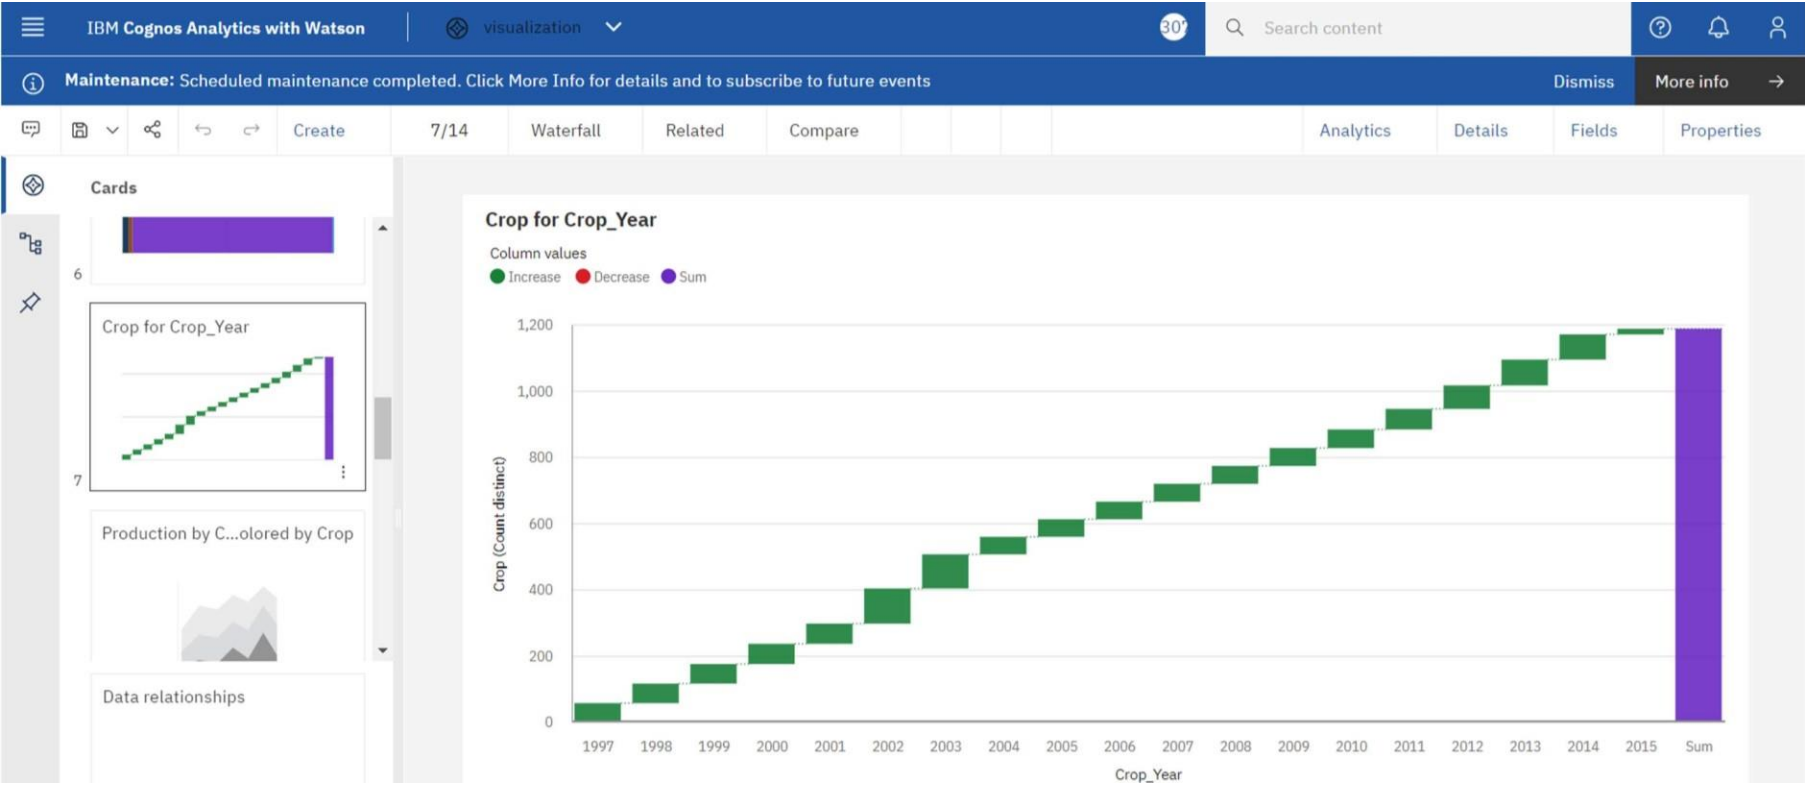 IBM Cognos Analytics with Watson
visualization
30
Search content
Maintenance: Scheduled maintenance completed. Click More Info for details and to subscribe to future events
Dismiss
More info
Create
7/14
Waterfall
Related
Compare
Analytics
Details
Fields
Properties
Cards
6
Crop for Crop_Year
7
Production by C...olored by Crop
Data relationships
Crop for Crop_Year
Column values
Increase Decrease Sum
1,200
1,000
800
600
400
200
0
Crop (Count distinct)
1997 1998 1999 2000 2001 2002 2003 2004 2005 2006 2007 2008 2009 2010 2011 2012 2013 2014 2015 Sum
Crop_Year